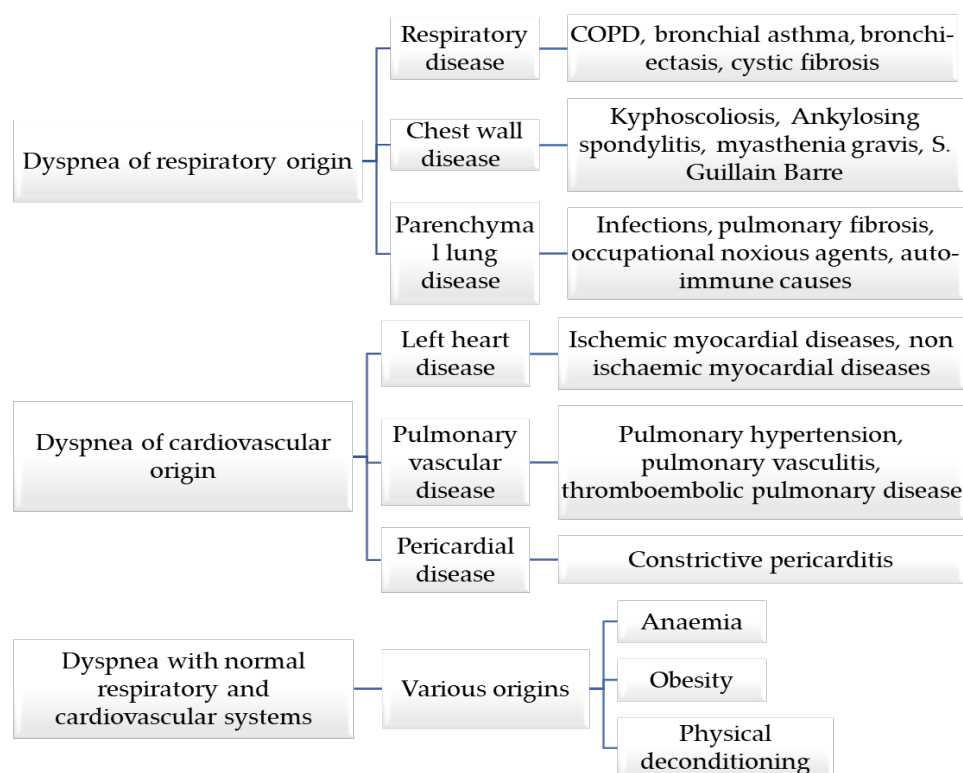 Respiratory
disease
COPD, bronchial asthma, bronchi-
ectasis, cystic fibrosis
Dyspnea of respiratory origin
Chest wall
disease
Kyphoscoliosis, Ankylosing
spondylitis, myasthenia gravis, S.
Guillain Barre
Parenchyma
l lung
disease
Infections, pulmonary fibrosis,
occupational noxious agents, auto-
immune causes
Left heart
disease
Ischemic myocardial diseases, non
ischaemic myocardial diseases
Dyspnea of cardiovascular
origin
Pulmonary
vascular
disease
Pulmonary hypertension,
pulmonary vasculitis,
thromboembolic pulmonary disease
Pericardial
disease
Constrictive pericarditis
Dyspnea with normal
respiratory and
cardiovascular systems
Various origins
Anaemia
Obesity
Physical
deconditioning